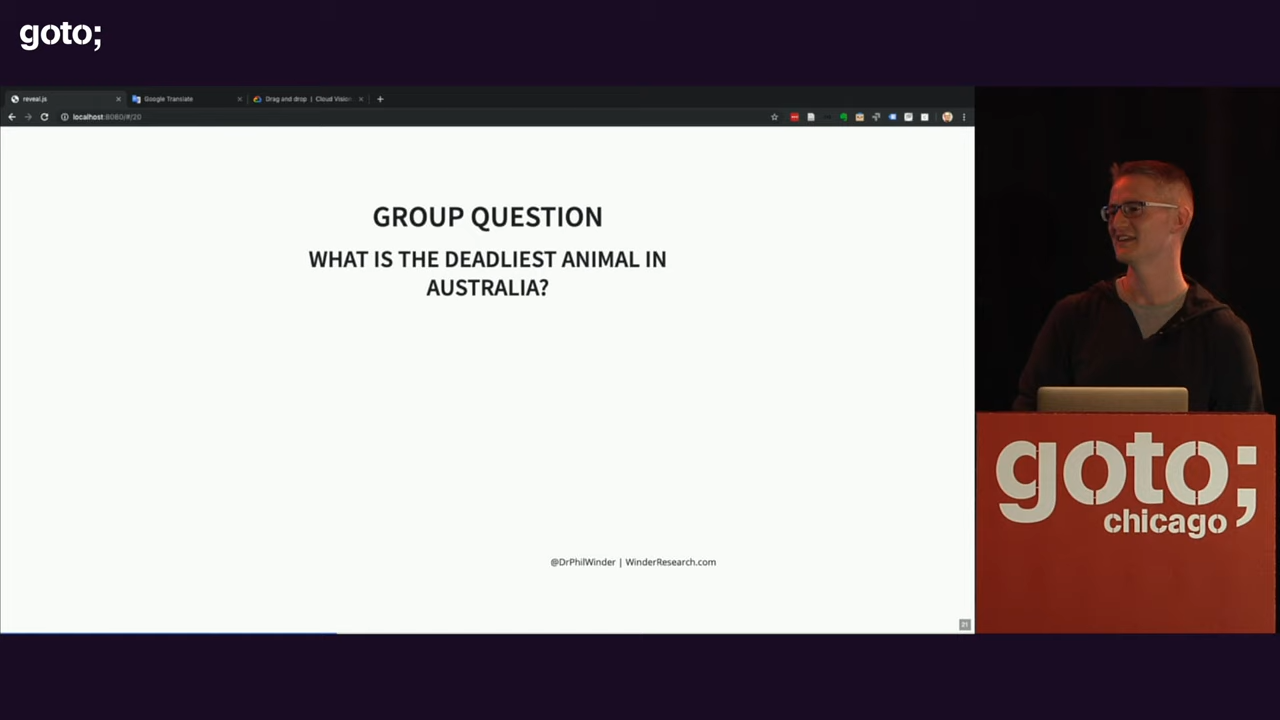 goto;
reveal.js
Google Translate
Drag and drop | Cloud Vision
localhost:8080/#/20
GROUP QUESTION
WHAT IS THE DEADLIEST ANIMAL IN
AUSTRALIA?
@DrPhilWinder | WinderResearch.com
21
goto;
chicago